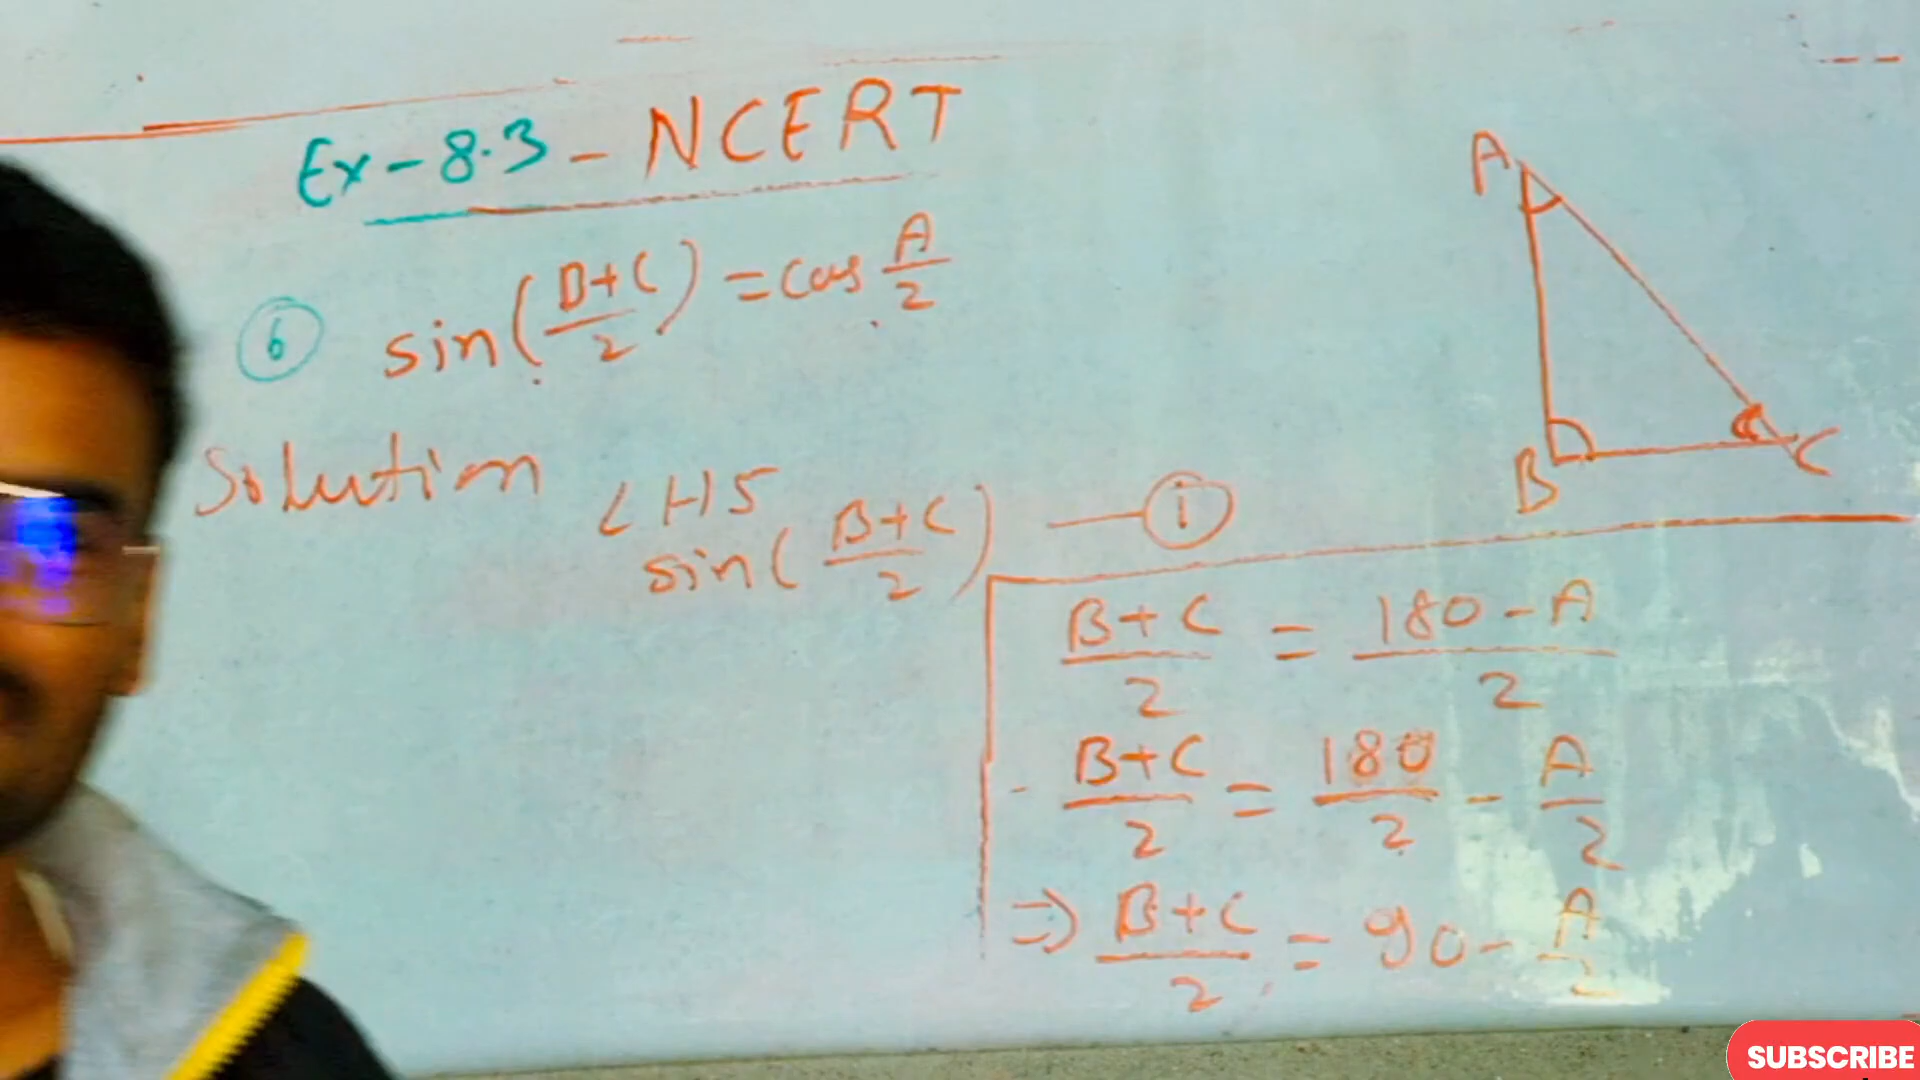 Ex-8.3 - NCERT
6 sin(B+C/2) = cos A/2
Solution
LHS
sin(B+C/2) — 1
A
B
C
B+C/2 = 180-A/2
B+C/2 = 180/2 - A/2
⇒ B+C/2 = 90 - A/2
SUBSCRIBE